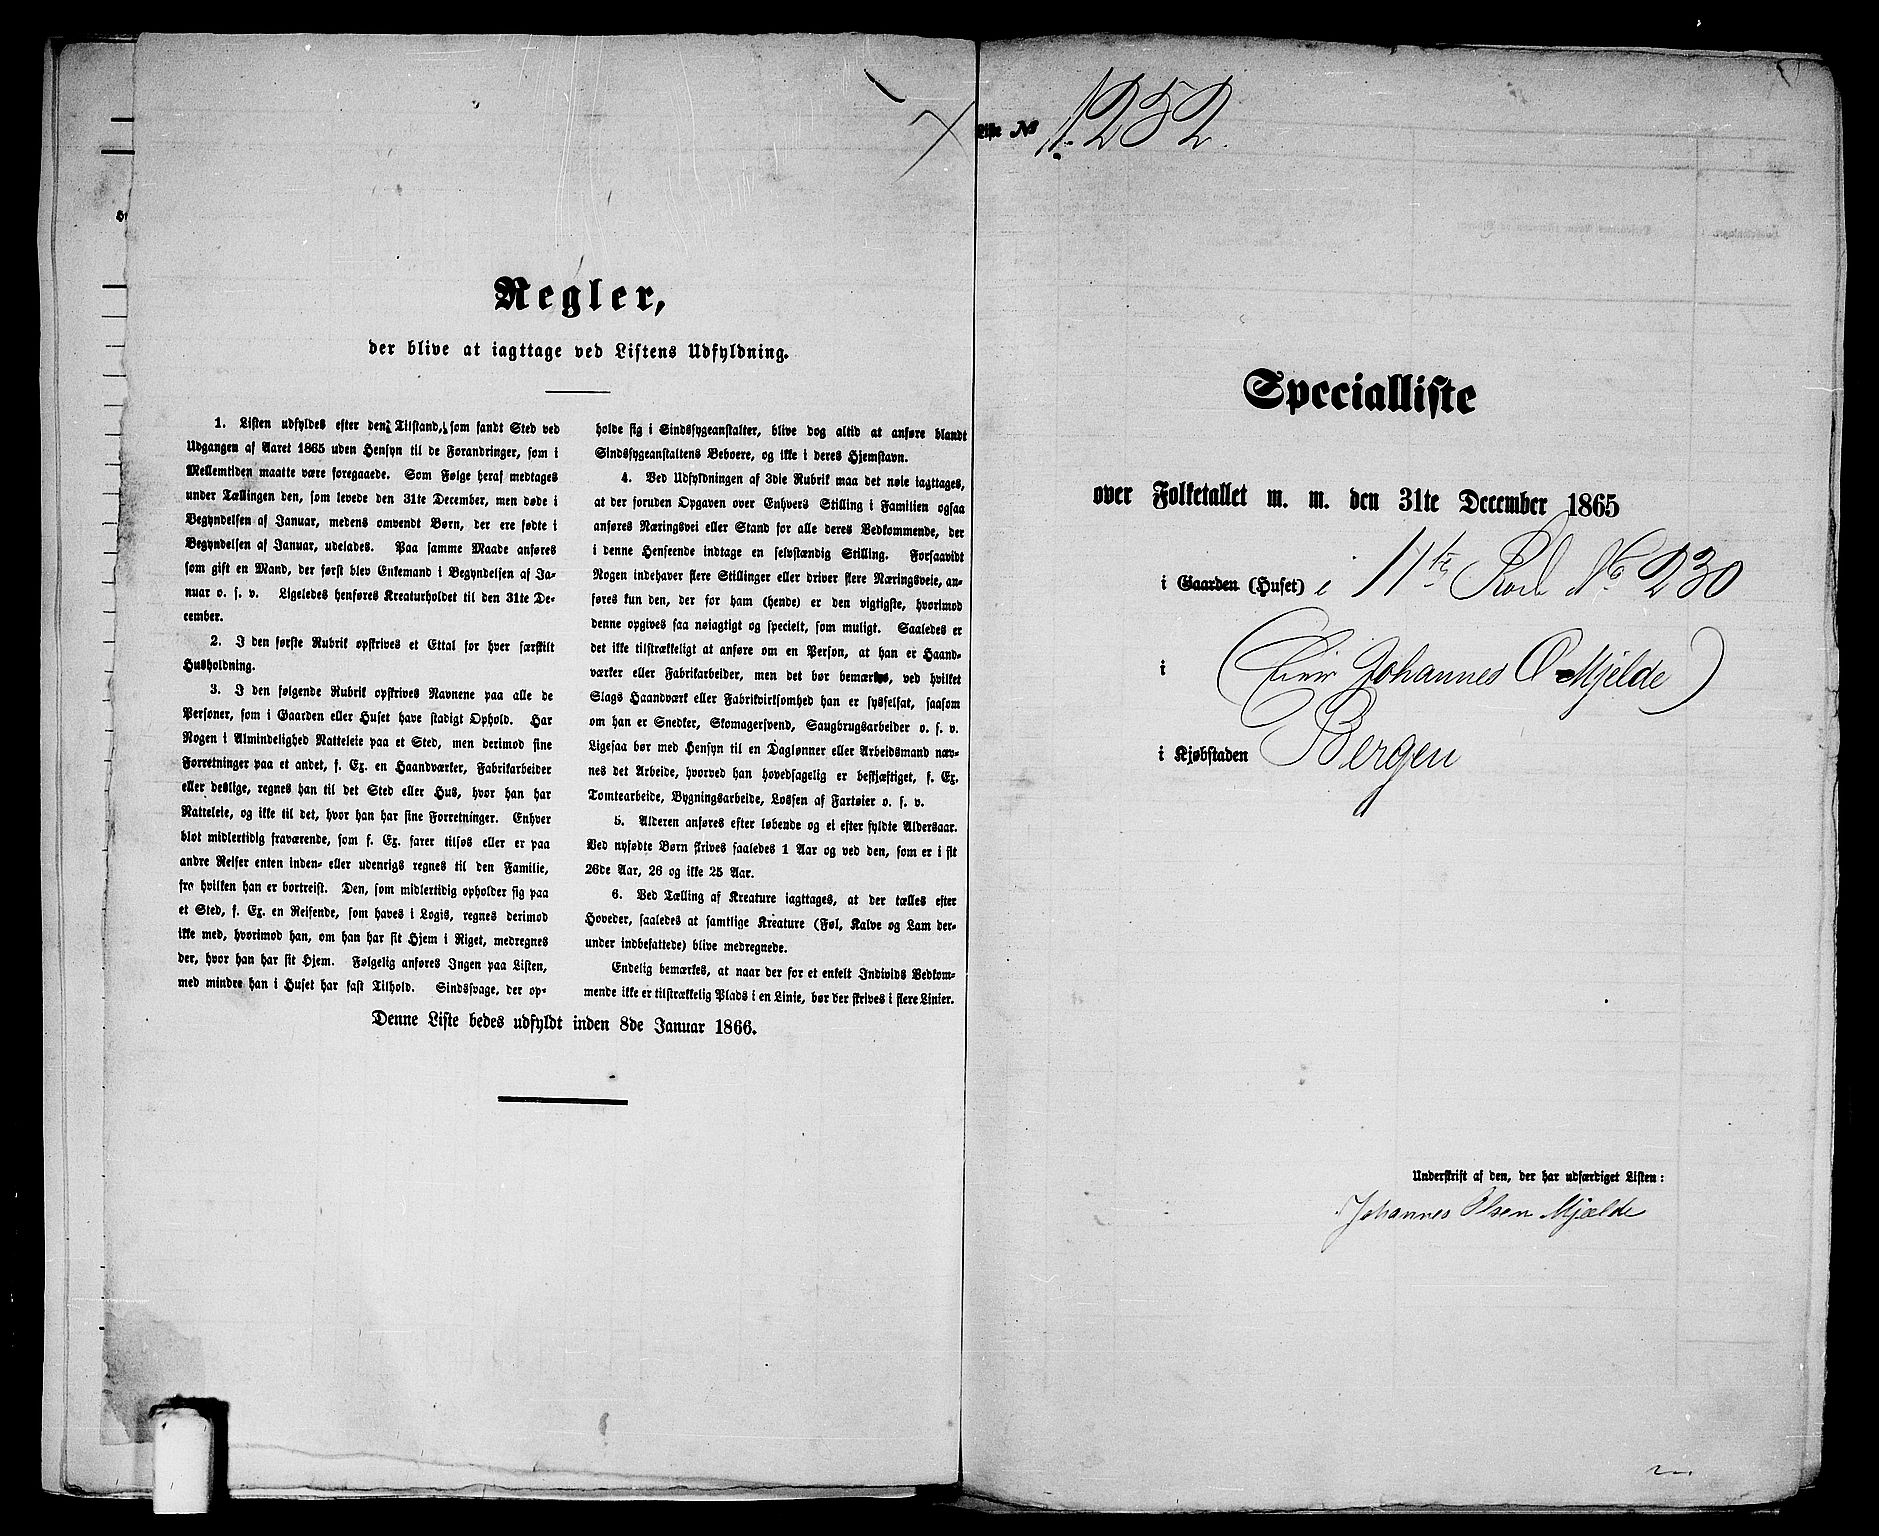 Regler,
der blive at iagttage ved Listens Udfyldning.
1. Listen udfyldes efter den Tilstand, som fandt Sted ved
Udgangen af Aaret 1865 uden Hensyn til de Forandringer, som i
Mellemtiden maatte være foregaaede. Som Følge heraf medtages
under Tællingen den, som levede den 31te December, men døde i
Begyndelsen af Januar, medens omvendt Børn, der ere fødte i
Begyndelsen af Januar, udelades. Paa samme Maade anføres
som gift en Mand, der først blev Enkemand i Begyndelsen af Ja-
nuar o. s. v. Ligeledes henføres Kreaturholdet til den 31te De-
cember.
2. I den første Rubrik opskrives et Ettal for hver særskilt
Husholdning.
3. I den følgende Rubrik opskrives Navnene paa alle de
Personer, som i Gaarden eller Huset have stadigt Ophold. Har
Nogen i Almindelighed Natteleie paa et Sted, men derimod sine
Forretninger paa et andet, f. Ex. en Haandværker, Fabrikarbeider
eller deslige, regnes han til det Sted eller Hus, hvor han har
Natteleie, og ikke til det, hvor han har sine Forretninger. Enhver
blot midlertidig fraværende, som f. Ex. farer tilsøs eller er paa
andre Reiser enten inden- eller udenrigs regnes til den Familie,
fra hvilken han er bortreist. Den, som midlertidig opholder sig paa
et Sted, f. Ex. en Reisende, som haves i Logis, regnes derimod
ikke med, hvorimod han, om han har sit Hjem i Riget, medregnes
der, hvor han har sit Hjem. Følgelig anføres Ingen paa Listen,
med mindre han i Huset har fast Tilhold. Sindssvage, der op-
holde sig i Sindssygeanstalter, blive dog altid at anføre blandt
Sindssygeanstaltens Beboere, og ikke i deres Hjemstavn.
4. Ved Udfyldningen af 3die Rubrik maa det nøie iagttages,
at der foruden Opgaven over Enhvers Stilling i Familien ogsaa
anføres Næringsvei eller Stand for alle deres Vedkommende, der
i denne Henseende indtage en selvstændig Stilling. Forsaavidt
Nogen indehaver flere Stillinger eller driver flere Næringsveie, an-
føres kun den, der for ham (hende) er den vigtigste, hvorimod
denne opgives saa nøiagtigt og specielt, som muligt. Saaledes er
det ikke tilstrækkeligt at anføre om en Person, at han er Haand-
værker eller Fabrikarbeider, men det bør bemærkes, ved hvilket
Slags Haandværk eller Fabrikvirksomhed han er sysselsat, saasom
om han er Snedker, Skomagersvend, Saugbrugsarbeider o. s. v.
Ligesaa bør med Hensyn til en Daglønner eller Arbeidsmand næv-
nes det Arbeide, hvorved han hovedsagelig er beskjæftiget, f. Ex.
Tomtearbeide, Bygningsarbeide, Lossen af Fartøier o. s. v.
5. Alderen anføres efter løbende og ei efter fyldte Aldersaar.
Ved nyfødte Børn skrives saaledes 1 Aar og ved den, som er i sit
26de Aar, 26 og ikke 25 Aar.
6. Ved Tælling af Kreature iagttages, at der tælles efter
Hoveder, saaledes at samtlige Kreature (Føl, Kalve og Lam der-
under indbefattede) blive medregnede.
Endelig bemærkes, at naar der for et enkelt Individs Vedkom-
mende ikke er tilstrækkelig Plads i en Linie, bør der skrives i flere Linier.
Denne Liste bedes udfyldt inden 8de Januar 1866.
Liste № 1252.
Specialliste
over Folketallet m. m. den 31te December 1865
i Gaarden (Huset) i 11te Rode No 230
i (Eier Johannes O Mjelde)
i Kjøbstaden Bergen
Underskrift af den, der har udfærdiget Listen:
Johannes Olsen Mjelde